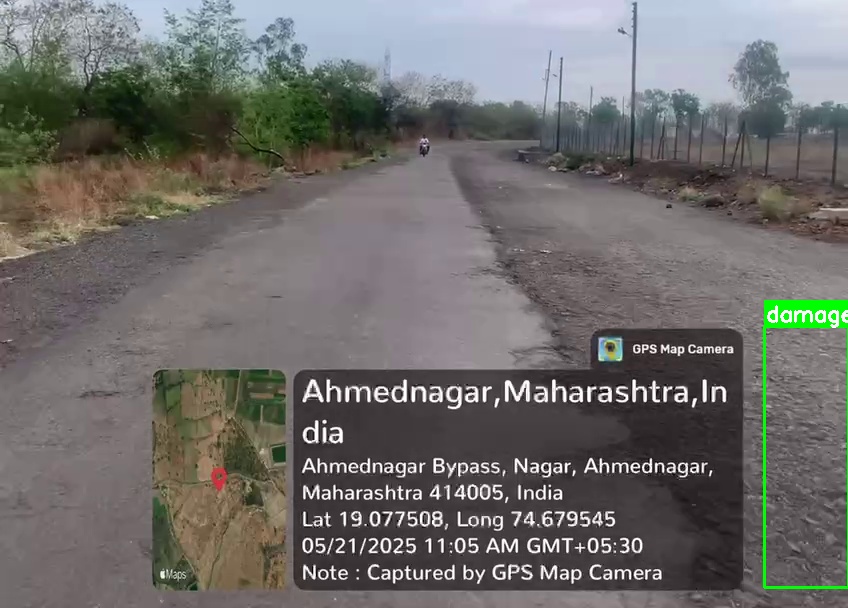 damage
GPS Map Camera
Ahmednagar,Maharashtra,In
dia
Ahmednagar Bypass, Nagar, Ahmednagar,
Maharashtra 414005, India
Lat 19.077508, Long 74.679545
05/21/2025 11:05 AM GMT+05:30
Note : Captured by GPS Map Camera
Maps